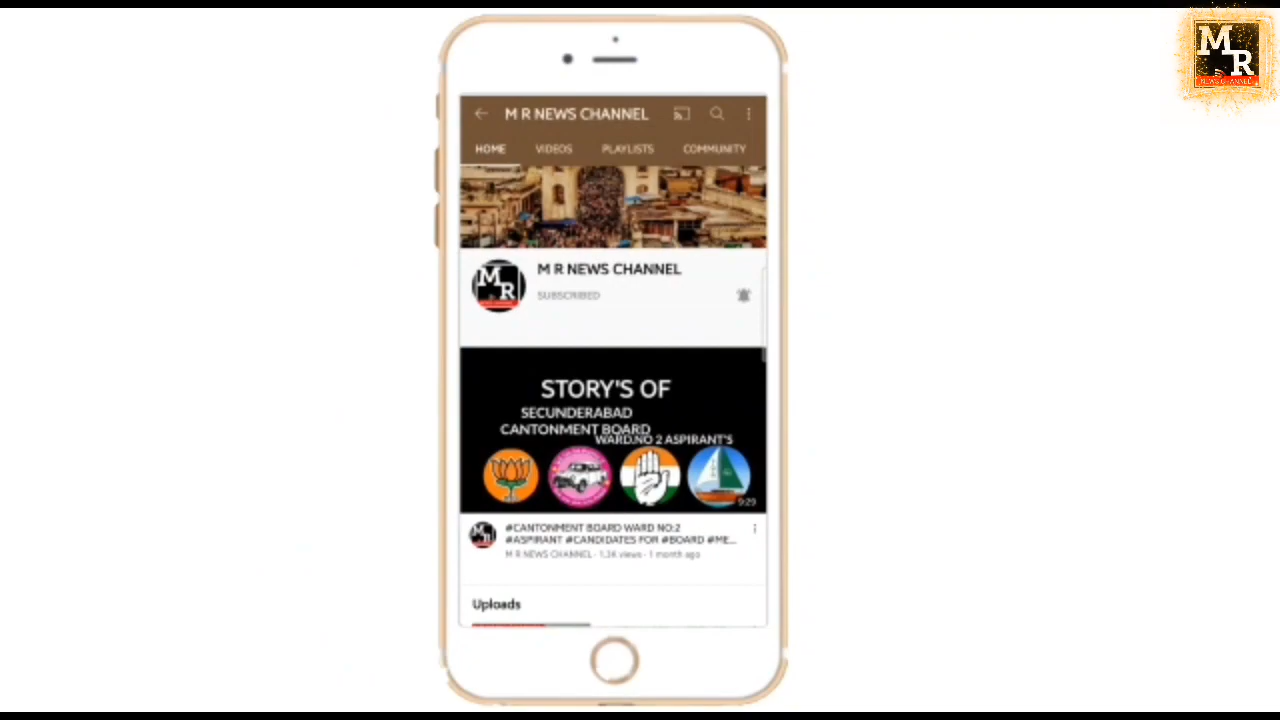 M R NEWS CHANNEL
HOME VIDEOS PLAYLISTS COMMUNITY
M R NEWS CHANNEL
SUBSCRIBED
STORY'S OF
SECUNDERABAD
CANTONMENT BOARD
WARD.NO 2 ASPIRANT'S
9:29
#CANTONMENT BOARD WARD NO:2
#ASPIRANT #CANDIDATES FOR #BOARD #ME...
M R NEWS CHANNEL · 1.3K views · 1 month ago
Uploads
M
R
NEWS CHANNEL
M
R